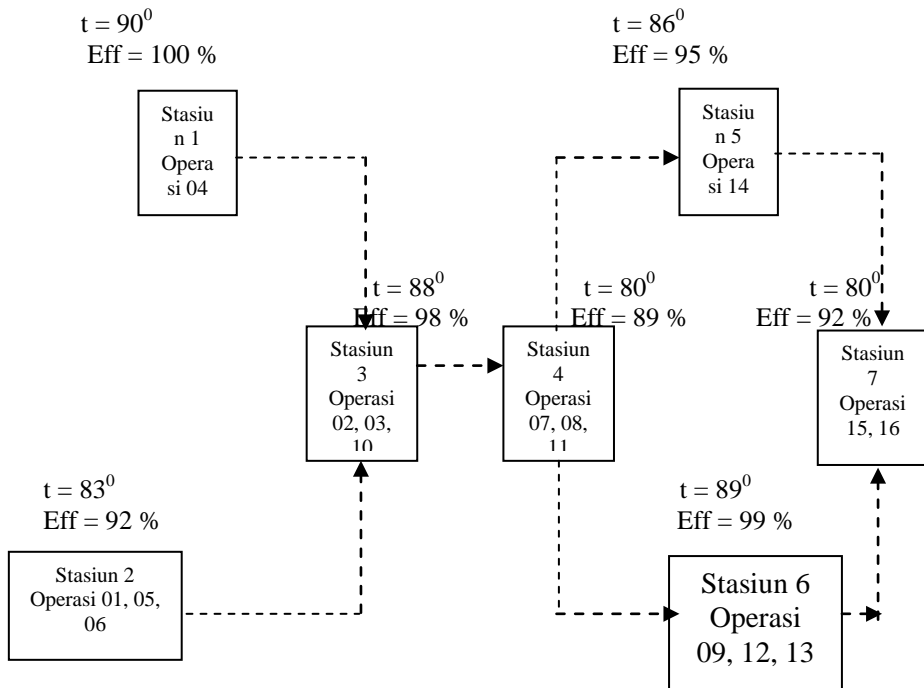 t = 90⁰
Eff = 100 %
Stasiu
n 1
Opera
si 04
t = 86⁰
Eff = 95 %
Stasiu
n 5
Opera
si 14
t = 88⁰
Eff = 98 %
Stasiun
3
Operasi
02, 03,
10
t = 80⁰
Eff = 89 %
Stasiun
4
Operasi
07, 08,
11
t = 80⁰
Eff = 92 %
Stasiun
7
Operasi
15, 16
t = 83⁰
Eff = 92 %
Stasiun 2
Operasi 01, 05,
06
t = 89⁰
Eff = 99 %
Stasiun 6
Operasi
09, 12, 13